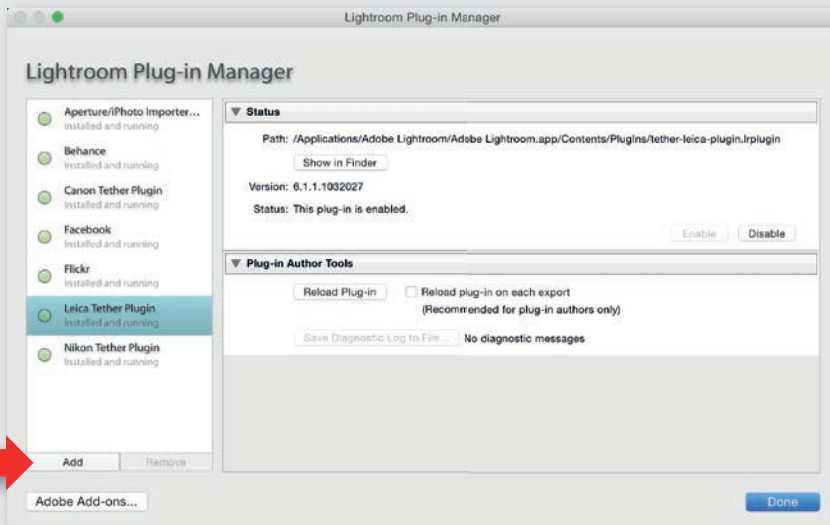 Lightroom Plug-in Manager
Lightroom Plug-in Manager
Aperture/iPhoto Importer...
Installed and running
Behance
Installed and running
Canon Tether Plugin
Installed and running
Facebook
Installed and running
Flickr
Installed and running
Leica Tether Plugin
Installed and running
Nikon Tether Plugin
Installed and running
Add Remove
Adobe Add-ons...
Status
Path: /Applications/Adobe Lightroom/Adobe Lightroom.app/Contents/PlugIns/tether-leica-plugin.lrplugin
Show in Finder
Version: 6.1.1.1032027
Status: This plug-in is enabled.
Enable Disable
Plug-in Author Tools
Reload Plug-in Reload plug-in on each export
(Recommended for plug-in authors only)
Save Diagnostic Log to File... No diagnostic messages
Done